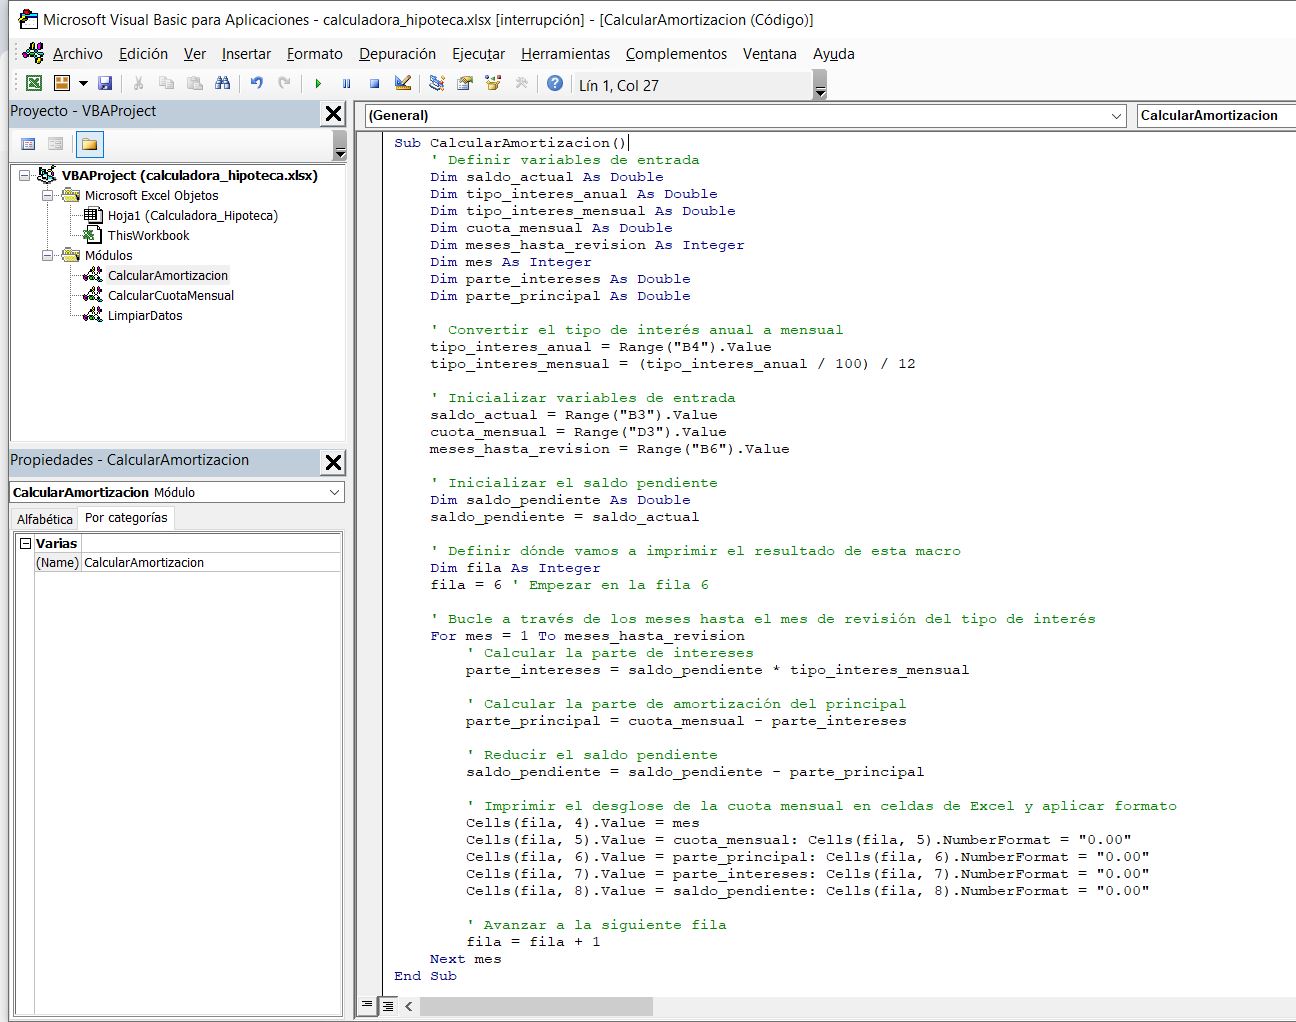 Microsoft Visual Basic para Aplicaciones - calculadora_hipoteca.xlsx [interrupción] - [CalcularAmortizacion (Código)]
Archivo Edición Ver Insertar Formato Depuración Ejecutar Herramientas Complementos Ventana Ayuda
Lín 1, Col 27
Proyecto - VBAProject
VBAProject (calculadora_hipoteca.xlsx)
Microsoft Excel Objetos
Hoja1 (Calculadora_Hipoteca)
ThisWorkbook
Módulos
CalcularAmortizacion
CalcularCuotaMensual
LimpiarDatos
Propiedades - CalcularAmortizacion
CalcularAmortizacion Módulo
Alfabética Por categorías
Varias
(Name) CalcularAmortizacion
(General) CalcularAmortizacion
Sub CalcularAmortizacion()
    ' Definir variables de entrada
    Dim saldo_actual As Double
    Dim tipo_interes_anual As Double
    Dim tipo_interes_mensual As Double
    Dim cuota_mensual As Double
    Dim meses_hasta_revision As Integer
    Dim mes As Integer
    Dim parte_intereses As Double
    Dim parte_principal As Double

    ' Convertir el tipo de interés anual a mensual
    tipo_interes_anual = Range("B4").Value
    tipo_interes_mensual = (tipo_interes_anual / 100) / 12

    ' Inicializar variables de entrada
    saldo_actual = Range("B3").Value
    cuota_mensual = Range("D3").Value
    meses_hasta_revision = Range("B6").Value

    ' Inicializar el saldo pendiente
    Dim saldo_pendiente As Double
    saldo_pendiente = saldo_actual

    ' Definir dónde vamos a imprimir el resultado de esta macro
    Dim fila As Integer
    fila = 6 ' Empezar en la fila 6

    ' Bucle a través de los meses hasta el mes de revisión del tipo de interés
    For mes = 1 To meses_hasta_revision
        ' Calcular la parte de intereses
        parte_intereses = saldo_pendiente * tipo_interes_mensual

        ' Calcular la parte de amortización del principal
        parte_principal = cuota_mensual - parte_intereses

        ' Reducir el saldo pendiente
        saldo_pendiente = saldo_pendiente - parte_principal

        ' Imprimir el desglose de la cuota mensual en celdas de Excel y aplicar formato
        Cells(fila, 4).Value = mes
        Cells(fila, 5).Value = cuota_mensual: Cells(fila, 5).NumberFormat = "0.00"
        Cells(fila, 6).Value = parte_principal: Cells(fila, 6).NumberFormat = "0.00"
        Cells(fila, 7).Value = parte_intereses: Cells(fila, 7).NumberFormat = "0.00"
        Cells(fila, 8).Value = saldo_pendiente: Cells(fila, 8).NumberFormat = "0.00"

        ' Avanzar a la siguiente fila
        fila = fila + 1
    Next mes
End Sub